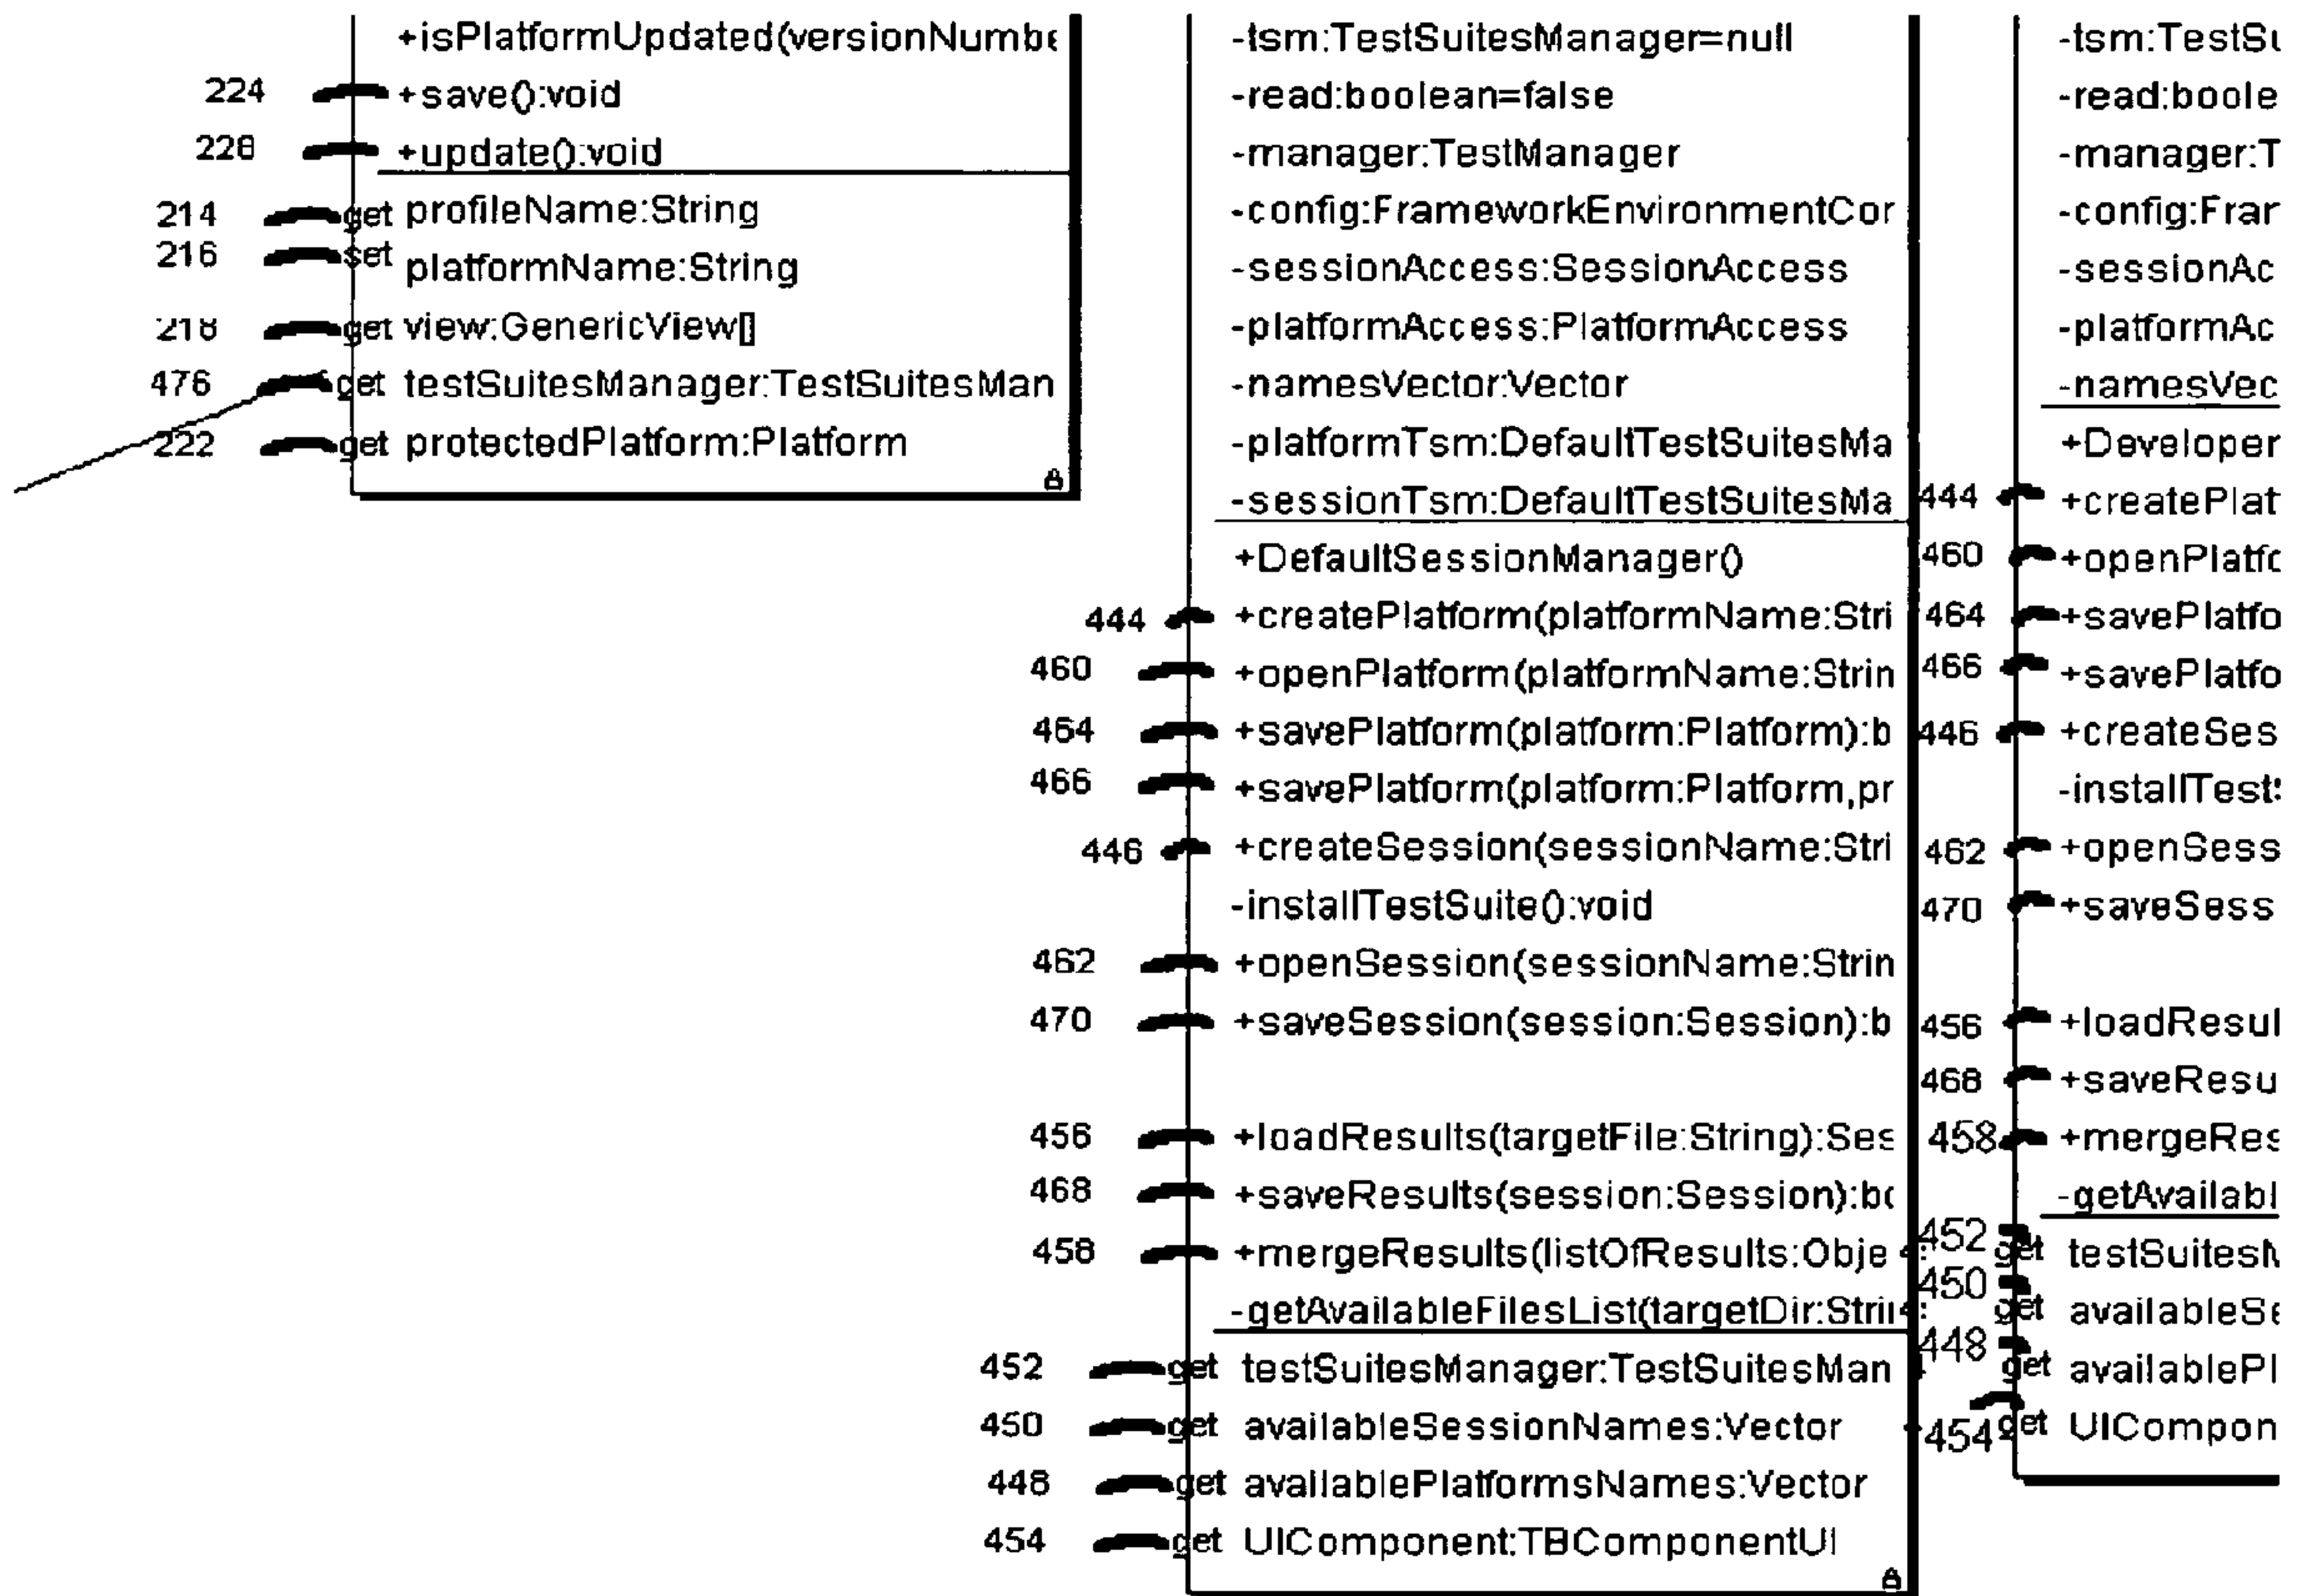 +isPlatformUpdated(versionNumbe
224 +save():void
228 +update():void
214 get profileName:String
216 set platformName:String
218 get view:GenericView[]
476 get testSuitesManager:TestSuitesMan
222 get protectedPlatform:Platform
-tsm:TestSuitesManager=null
-read:boolean=false
-manager:TestManager
-config:FrameworkEnvironmentCor
-sessionAccess:SessionAccess
-platformAccess:PlatformAccess
-namesVector:Vector
-platformTsm:DefaultTestSuitesMa
-sessionTsm:DefaultTestSuitesMa
+DefaultSessionManager()
444 +createPlatform(platformName:Stri
460 +openPlatform(platformName:Strin
464 +savePlatform(platform:Platform):b
466 +savePlatform(platform:Platform,pr
446 +createSession(sessionName:Stri
-installTestSuite():void
462 +openSession(sessionName:Strin
470 +saveSession(session:Session):b
456 +loadResults(targetFile:String):Ses
468 +saveResults(session:Session):bo
458 +mergeResults(listOfResults:Obje
-getAvailableFilesList(targetDir:Strin
452 get testSuitesManager:TestSuitesMan
450 get availableSessionNames:Vector
448 get availablePlatformsNames:Vector
454 get UIComponent:TBComponentUI
-tsm:TestSu
-read:boole
-manager:T
-config:Frar
-sessionAc
-platformAc
-namesVec
+Developer
444 +createPlat
460 +openPlatfo
464 +savePlatfo
466 +savePlatfo
446 +createSes
-installTestS
462 +openSess
470 +saveSess
456 +loadResul
468 +saveResu
458 +mergeRes
-getAvailabl
452 get testSuitesM
450 get availableSe
448 get availablePl
454 get UICompon